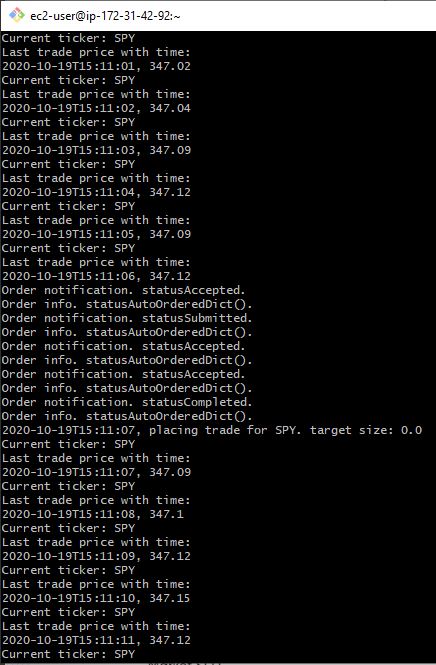 ec2-user@ip-172-31-42-92:~
Current ticker: SPY
Last trade price with time:
2020-10-19T15:11:01, 347.02
Current ticker: SPY
Last trade price with time:
2020-10-19T15:11:02, 347.04
Current ticker: SPY
Last trade price with time:
2020-10-19T15:11:03, 347.09
Current ticker: SPY
Last trade price with time:
2020-10-19T15:11:04, 347.12
Current ticker: SPY
Last trade price with time:
2020-10-19T15:11:05, 347.09
Current ticker: SPY
Last trade price with time:
2020-10-19T15:11:06, 347.12
Order notification. statusAccepted.
Order info. statusAutoOrderedDict().
Order notification. statusSubmitted.
Order info. statusAutoOrderedDict().
Order notification. statusAccepted.
Order info. statusAutoOrderedDict().
Order notification. statusAccepted.
Order info. statusAutoOrderedDict().
Order notification. statusCompleted.
Order info. statusAutoOrderedDict().
2020-10-19T15:11:07, placing trade for SPY. target size: 0.0
Current ticker: SPY
Last trade price with time:
2020-10-19T15:11:07, 347.09
Current ticker: SPY
Last trade price with time:
2020-10-19T15:11:08, 347.1
Current ticker: SPY
Last trade price with time:
2020-10-19T15:11:09, 347.12
Current ticker: SPY
Last trade price with time:
2020-10-19T15:11:10, 347.15
Current ticker: SPY
Last trade price with time:
2020-10-19T15:11:11, 347.12
Current ticker: SPY